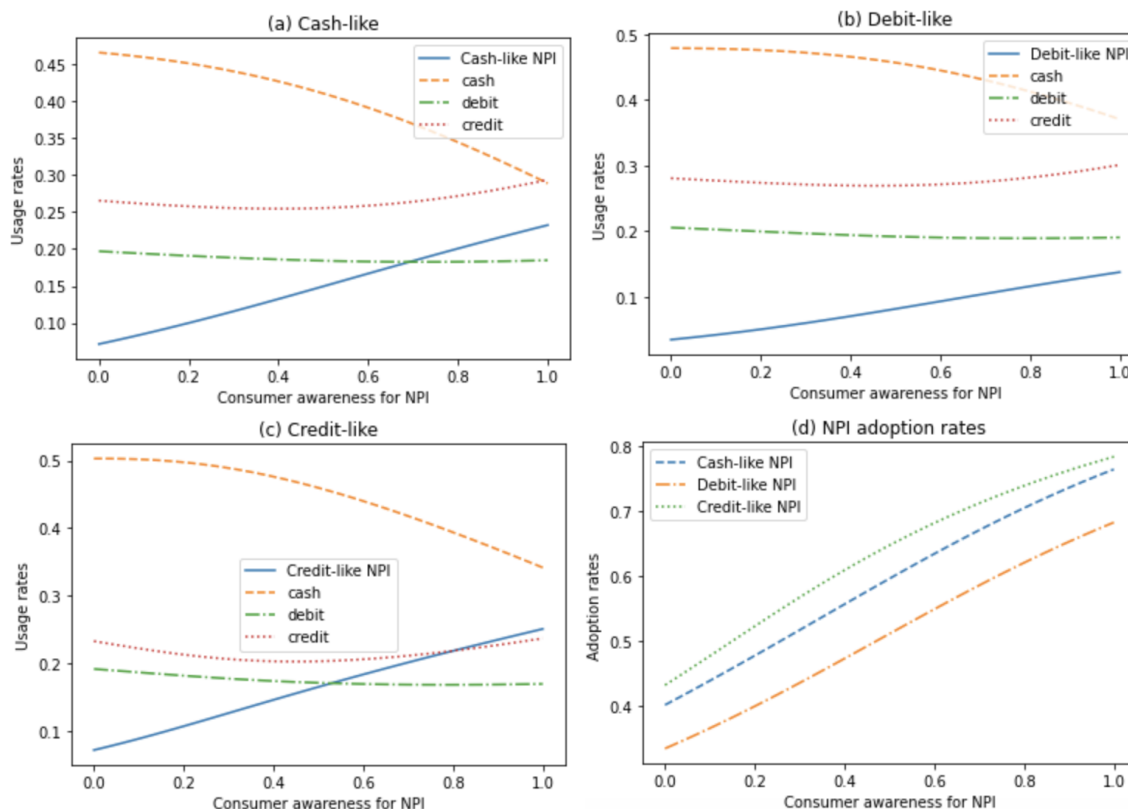 (a) Cash-like
Usage rates
0.45
0.40
0.35
0.30
0.25
0.20
0.15
0.10
Cash-like NPI
cash
debit
credit
0.0 0.2 0.4 0.6 0.8 1.0
Consumer awareness for NPI
(b) Debit-like
Usage rates
0.5
0.4
0.3
0.2
0.1
Debit-like NPI
cash
debit
credit
0.0 0.2 0.4 0.6 0.8 1.0
Consumer awareness for NPI
(c) Credit-like
Usage rates
0.5
0.4
0.3
0.2
0.1
Credit-like NPI
cash
debit
credit
0.0 0.2 0.4 0.6 0.8 1.0
Consumer awareness for NPI
(d) NPI adoption rates
Adoption rates
0.8
0.7
0.6
0.5
0.4
Cash-like NPI
Debit-like NPI
Credit-like NPI
0.0 0.2 0.4 0.6 0.8 1.0
Consumer awareness for NPI